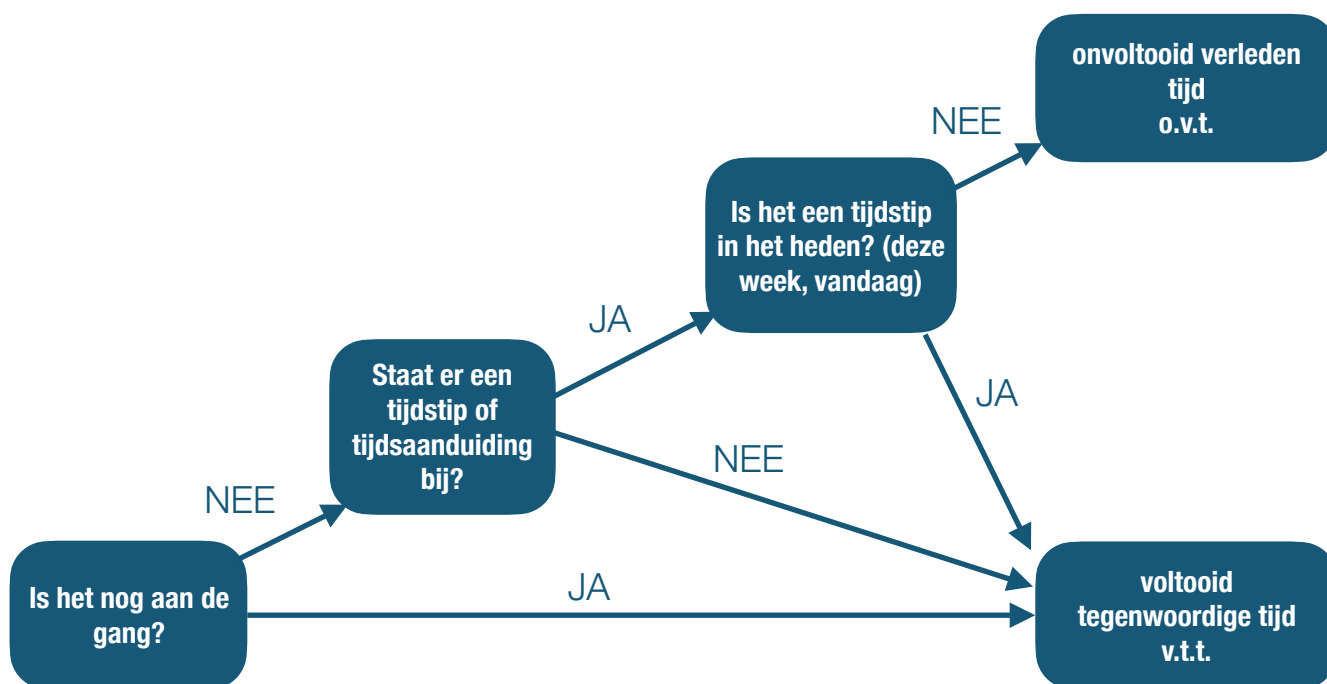 onvoltooid verleden
tijd
o.v.t.
NEE
Is het een tijdstip
in het heden? (deze
week, vandaag)
JA
Staat er een
tijdstip of
tijdsaanduiding
bij?
JA
NEE
NEE
Is het nog aan de
gang?
JA
voltooid
tegenwoordige tijd
v.t.t.